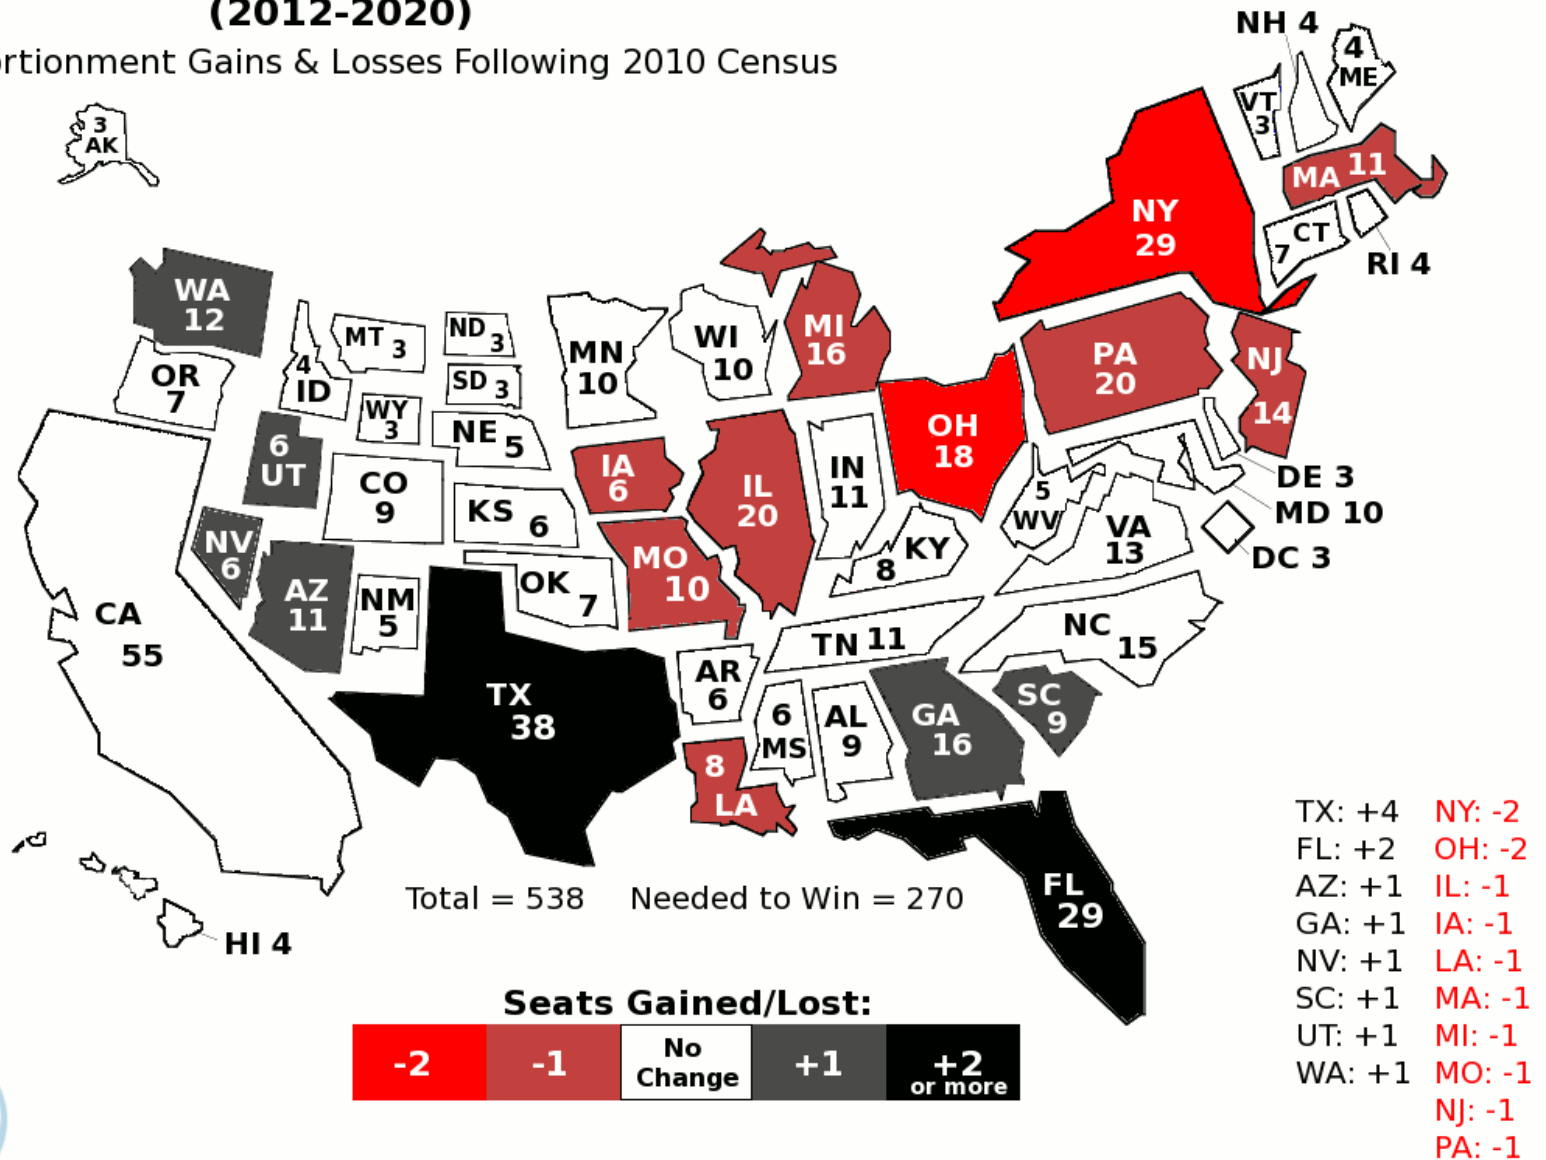 (2012-2020)
rtionment Gains & Losses Following 2010 Census
NH 4
4
ME
VT
3
3
AK
MA 11
NY
29
CT
7
RI 4
WA
12
MI
16
PA
20
NJ
14
MT 3
ND 3
SD 3
MN
10
WI
10
OR
7
4
ID
WY
3
NE 5
OH
18
6
UT
CO
9
KS 6
IA
6
IL
20
IN
11
5
WV
VA
13
DE 3
MD 10
DC 3
NV
6
AZ
11
NM
5
OK 7
MO
10
KY
8
CA
55
TN 11
NC
15
TX
38
AR
6
6
MS
AL
9
GA
16
SC
9
8
LA
FL
29
HI 4
Total = 538 Needed to Win = 270
TX: +4 NY: -2
FL: +2 OH: -2
AZ: +1 IL: -1
GA: +1 IA: -1
NV: +1 LA: -1
SC: +1 MA: -1
UT: +1 MI: -1
WA: +1 MO: -1
NJ: -1
PA: -1
Seats Gained/Lost:
-2 -1 No Change +1 +2 or more